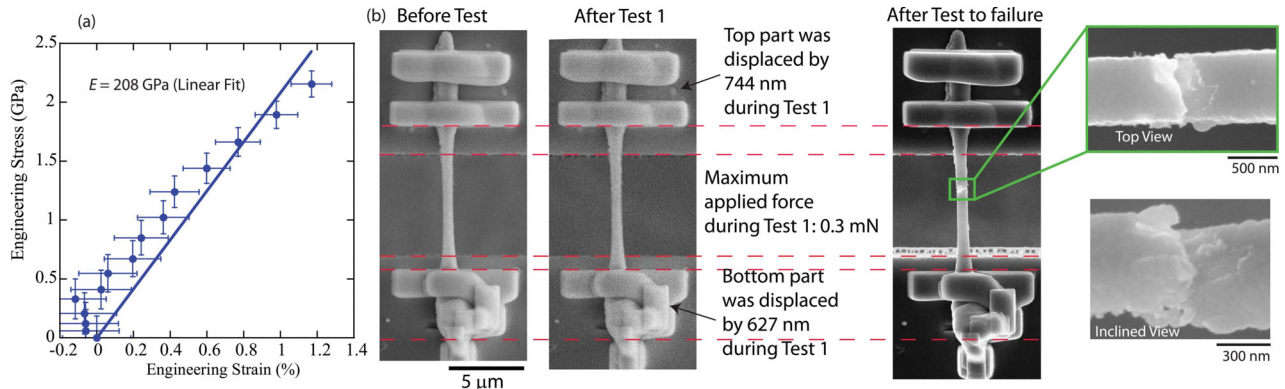 (a)
2.5
2
1.5
1
0.5
0
-0.2
0
0.2
0.4
0.6
0.8
1
1.2
1.4
Engineering Stress (GPa)
Engineering Strain (%)
E = 208 GPa (Linear Fit)
(b)
Before Test
After Test 1
Top part was
displaced by
744 nm
during Test 1
Maximum
applied force
during Test 1: 0.3 mN
Bottom part
was displaced
by 627 nm
during Test 1
5 μm
After Test to failure
Top View
500 nm
Inclined View
300 nm